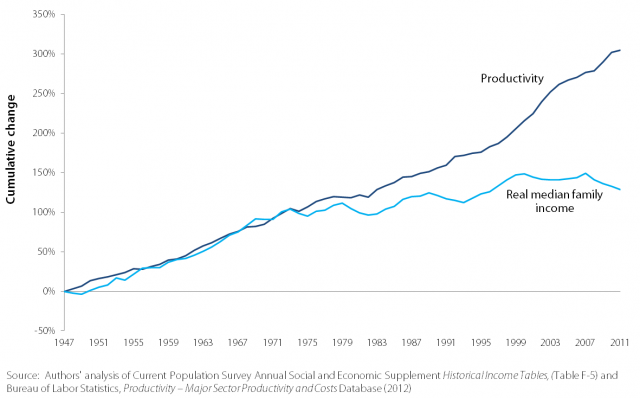 350%
300%
250%
200%
150%
100%
50%
0%
-50%
Cumulative change
Productivity
Real median family
income
1947 1951 1955 1959 1963 1967 1971 1975 1979 1983 1987 1991 1995 1999 2003 2007 2011
Source: Authors' analysis of Current Population Survey Annual Social and Economic Supplement Historical Income Tables, (Table F-5) and
Bureau of Labor Statistics, Productivity – Major Sector Productivity and Costs Database (2012)